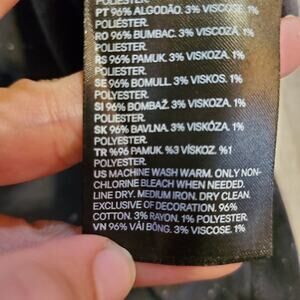 POLIÉSTER.
PT 96% ALGODÃO. 3% VISCOSE. 1%
POLIÉSTER.
RO 96% BUMBAC. 3% VISCOZĂ. 1%
POLIESTER.
RS 96% PAMUK. 3% VISKOZA. 1%
POLIESTER.
SE 96% BOMULL. 3% VISKOS. 1%
POLYESTER.
SI 96% BOMBAŽ. 3% VISKOZA. 1%
POLIESTER.
SK 96% BAVLNA. 3% VISKÓZA. 1%
POLYESTER.
TR %96 PAMUK. %3 VİSKOZ. %1
POLYESTER.
US MACHINE WASH WARM. ONLY NON-
CHLORINE BLEACH WHEN NEEDED.
LINE DRY. MEDIUM IRON. DRY CLEAN.
EXCLUSIVE OF DECORATION. 96%
COTTON. 3% RAYON. 1% POLYESTER.
VN 96% VẢI BÔNG. 3% VISCOSE. 1%